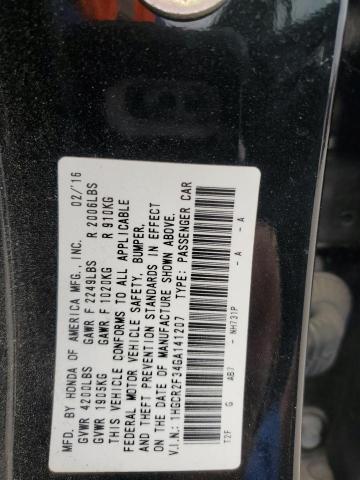 MFD. BY HONDA OF AMERICA MFG., INC. 02/'16
GVWR 4200LBS GAWR F 2249LBS R 2006LBS
GVWR 1905KG GAWR F 1020KG R 910KG
THIS VEHICLE CONFORMS TO ALL APPLICABLE
FEDERAL MOTOR VEHICLE SAFETY, BUMPER,
AND THEFT PREVENTION STANDARDS IN EFFECT
ON THE DATE OF MANUFACTURE SHOWN ABOVE.
V.I.N.: 1HGCR2F34GA141207 TYPE: PASSENGER CAR
T2F G AB7 - NH731P - A - A